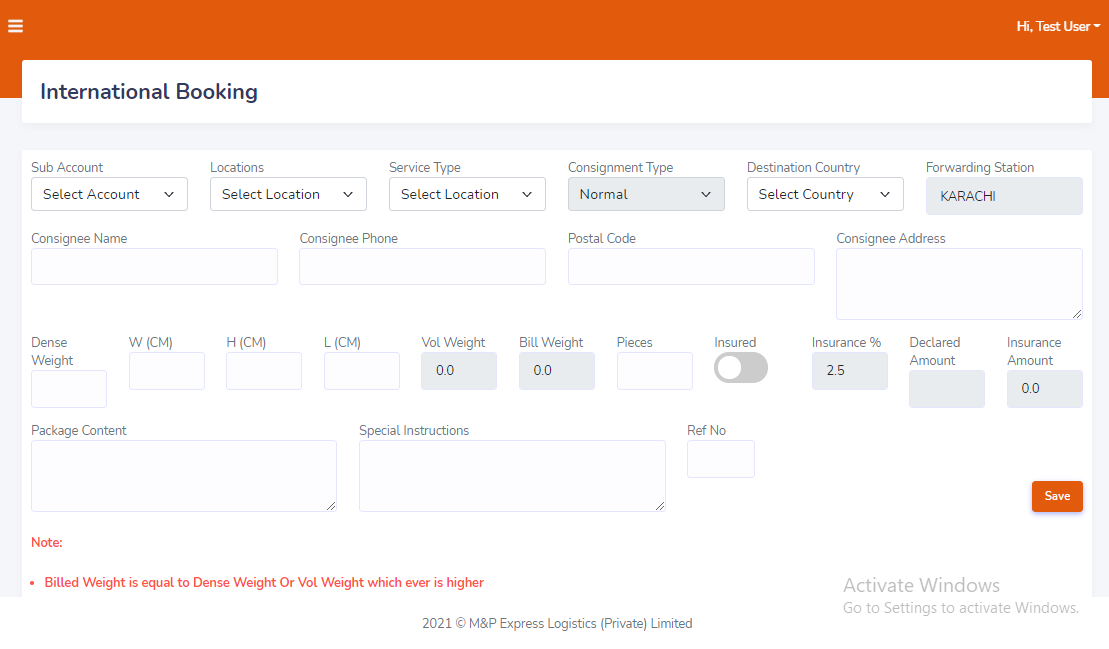 Hi, Test User
International Booking
Sub Account Locations Service Type Consignment Type Destination Country Forwarding Station
Select Account Select Location Select Location Normal Select Country KARACHI
Consignee Name Consignee Phone Postal Code Consignee Address
Dense Weight W (CM) H (CM) L (CM) Vol Weight Bill Weight Pieces Insured Insurance % Declared Amount Insurance Amount
0.0 0.0 2.5 0.0
Package Content Special Instructions Ref No
Save
Note:
• Billed Weight is equal to Dense Weight Or Vol Weight which ever is higher
Activate Windows
Go to Settings to activate Windows.
2021 © M&P Express Logistics (Private) Limited